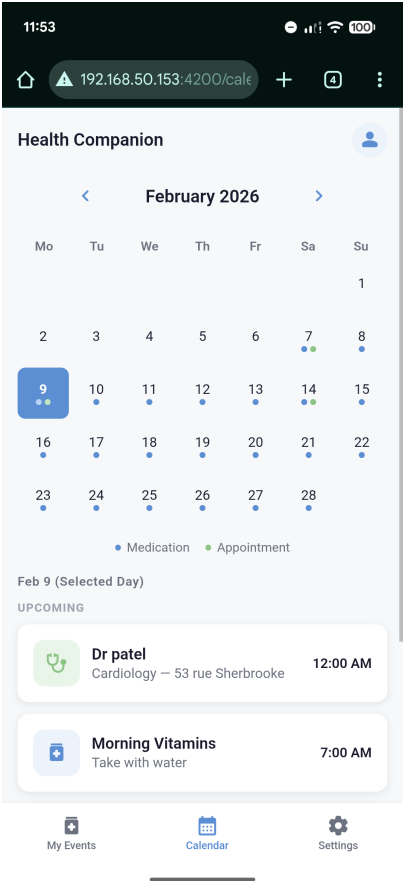 11:53
100
192.168.50.153:4200/cale
4
Health Companion
February 2026
Mo Tu We Th Fr Sa Su
1
2 3 4 5 6 7 8
9 10 11 12 13 14 15
16 17 18 19 20 21 22
23 24 25 26 27 28
Medication Appointment
Feb 9 (Selected Day)
UPCOMING
Dr patel
Cardiology — 53 rue Sherbrooke
12:00 AM
Morning Vitamins
Take with water
7:00 AM
My Events Calendar Settings